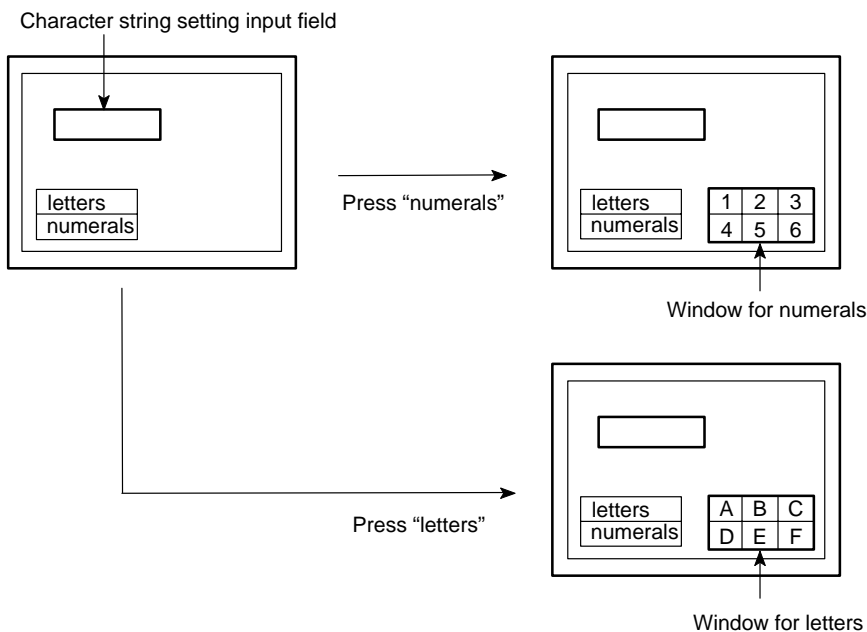 Character string setting input field
letters
numerals
Press “numerals”
letters
numerals
1 2 3
4 5 6
Window for numerals
Press “letters”
letters
numerals
A B C
D E F
Window for letters